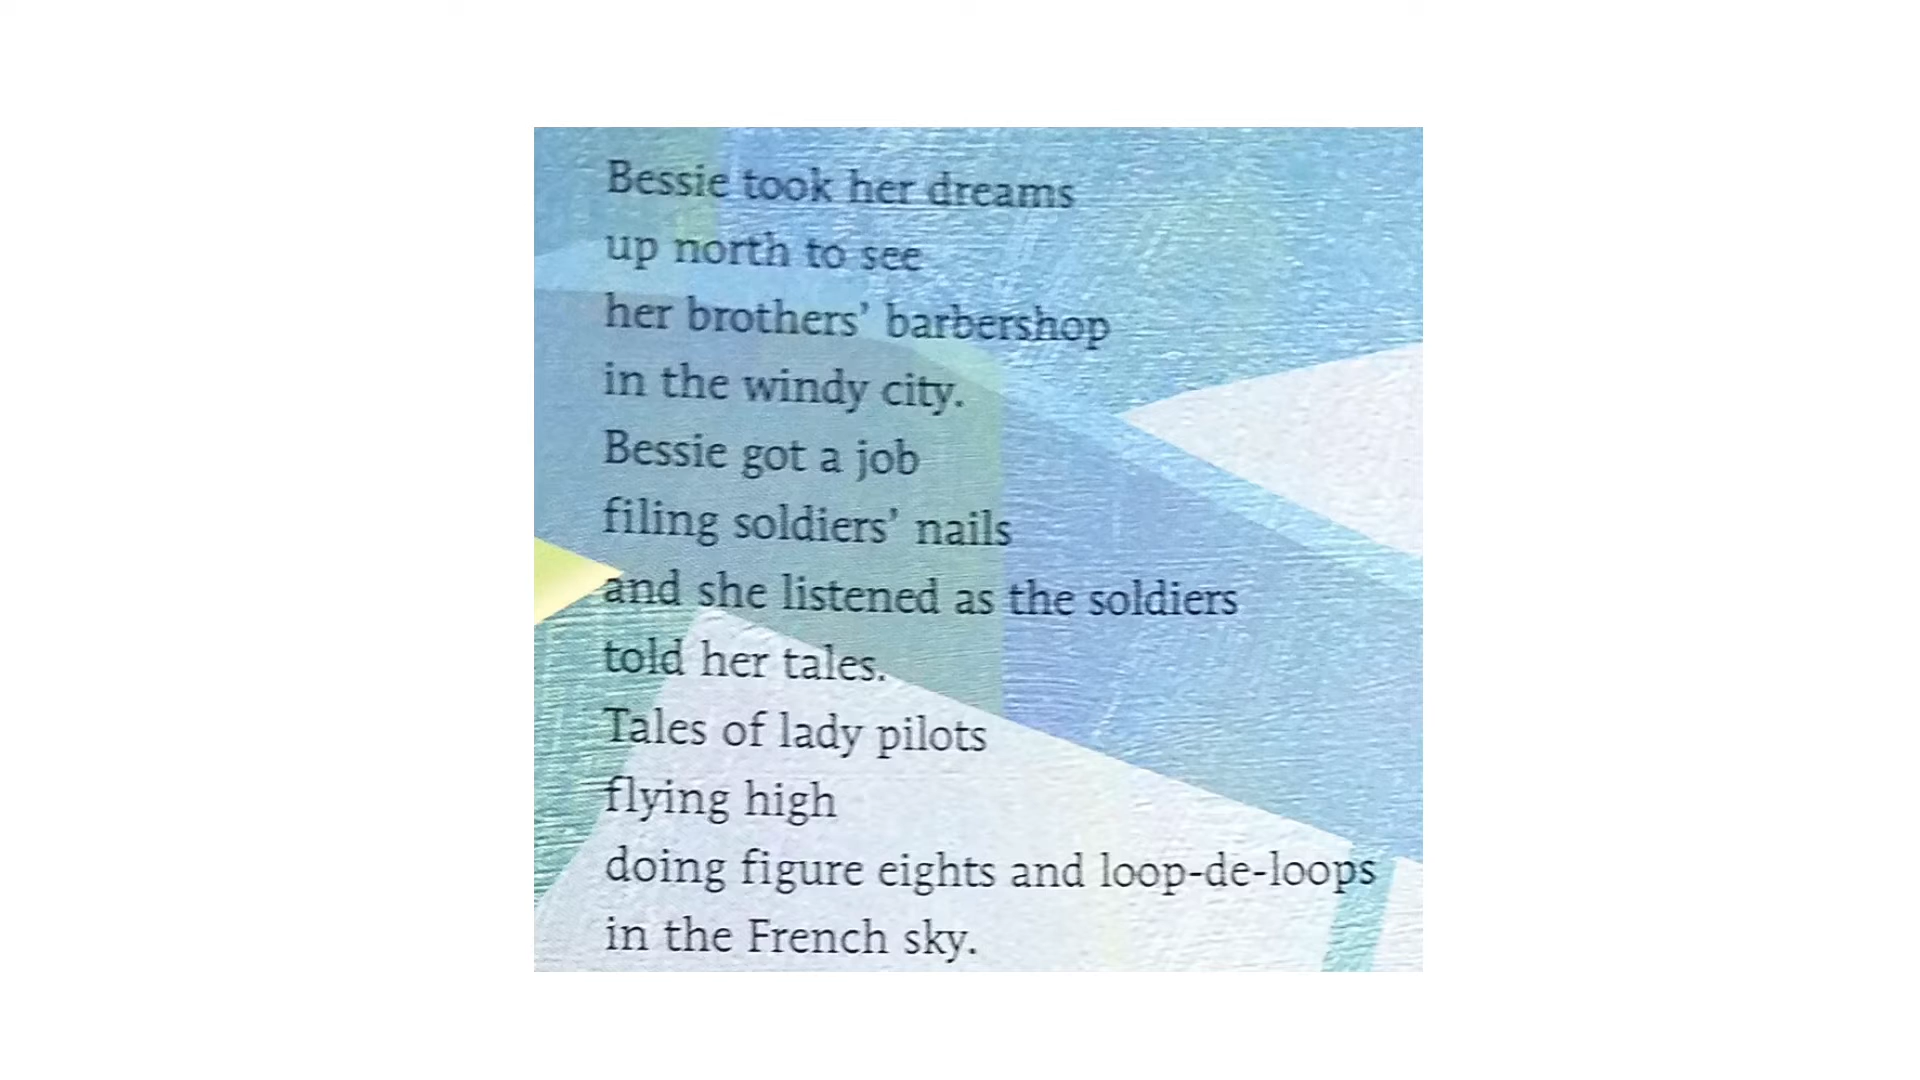 Bessie took her dreams
up north to see
her brothers’ barbershop
in the windy city.
Bessie got a job
filing soldiers’ nails
and she listened as the soldiers
told her tales.
Tales of lady pilots
flying high
doing figure eights and loop-de-loops
in the French sky.